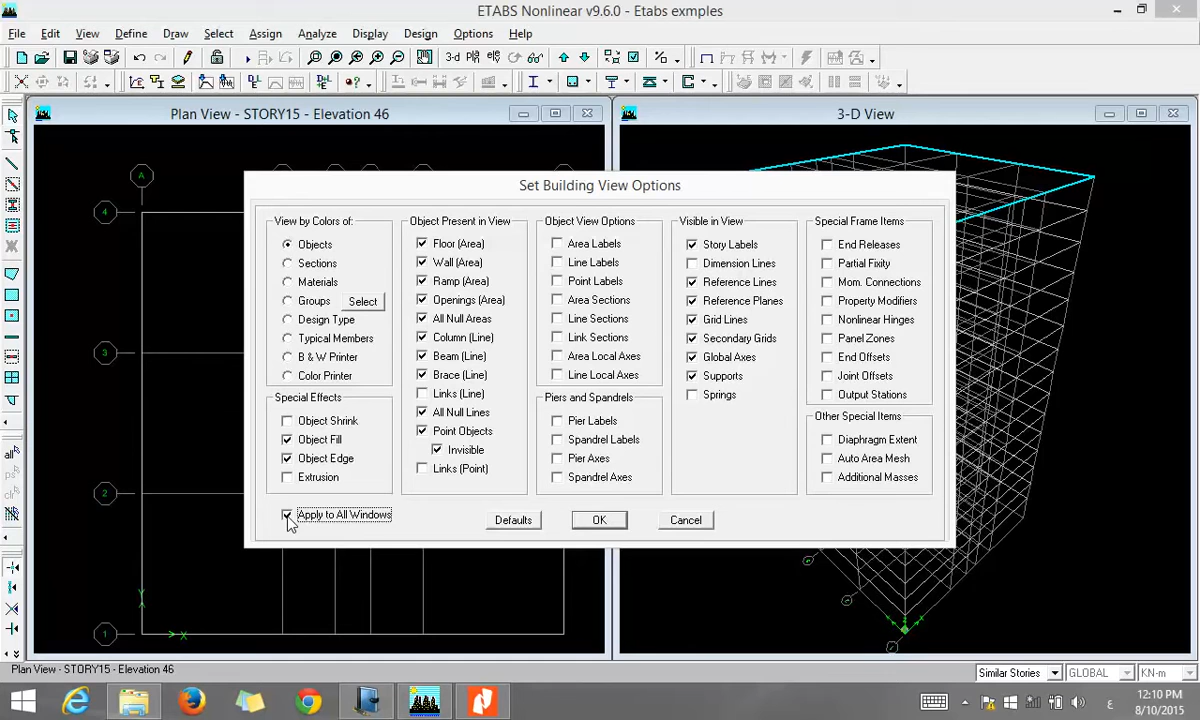 ETABS Nonlinear v9.6.0 - Etabs exmples
File Edit View Define Draw Select Assign Analyze Display Design Options Help
3-d
Plan View - STORY15 - Elevation 46
3-D View
Set Building View Options
View by Colors of:
Objects
Sections
Materials
Groups Select
Design Type
Typical Members
B & W Printer
Color Printer
Special Effects
Object Shrink
Object Fill
Object Edge
Extrusion
Object Present in View
Floor (Area)
Wall (Area)
Ramp (Area)
Openings (Area)
All Null Areas
Column (Line)
Beam (Line)
Brace (Line)
Links (Line)
All Null Lines
Point Objects
Invisible
Links (Point)
Object View Options
Area Labels
Line Labels
Point Labels
Area Sections
Line Sections
Link Sections
Area Local Axes
Line Local Axes
Piers and Spandrels
Pier Labels
Spandrel Labels
Pier Axes
Spandrel Axes
Visible in View
Story Labels
Dimension Lines
Reference Lines
Reference Planes
Grid Lines
Secondary Grids
Global Axes
Supports
Springs
Special Frame Items
End Releases
Partial Fixity
Mom. Connections
Property Modifiers
Nonlinear Hinges
Panel Zones
End Offsets
Joint Offsets
Output Stations
Other Special Items
Diaphragm Extent
Auto Area Mesh
Additional Masses
Apply to All Windows
Defaults OK Cancel
A
4
3
2
1
Y
X
all
ps
clr
Plan View - STORY15 - Elevation 46
Similar Stories GLOBAL KN-m
ع
12:10 PM
8/10/2015